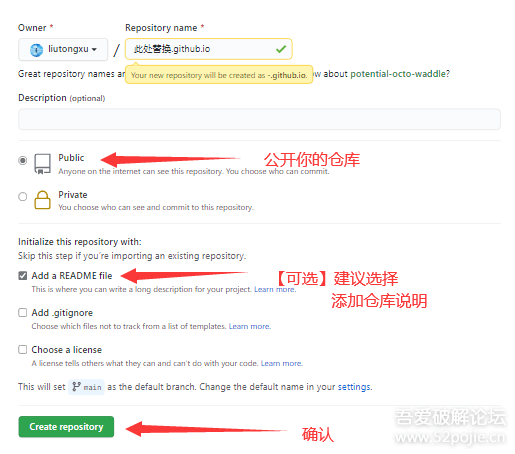 Owner * Repository name *
liutongxu / 此处替换.github.io
Great repository names ar
Your new repository will be created as -.github.io.
ow about potential-octo-waddle?
Description (optional)
Public
公开你的仓库
Anyone on the internet can see this repository. You choose who can commit.
Private
You choose who can see and commit to this repository.
Initialize this repository with:
Skip this step if you're importing an existing repository.
Add a README file
【可选】建议选择
This is where you can write a long description for your project. Learn more.
添加仓库说明
Add .gitignore
Choose which files not to track from a list of templates. Learn more.
Choose a license
A license tells others what they can and can't do with your code. Learn more.
This will set main as the default branch. Change the default name in your settings.
Create repository
确认
吾爱破解论坛
www.52pojie.cn